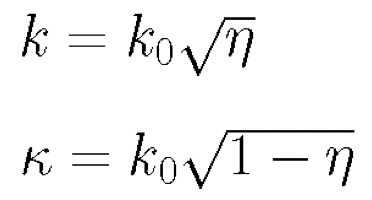 k = k₀√η
κ = k₀√1 − η